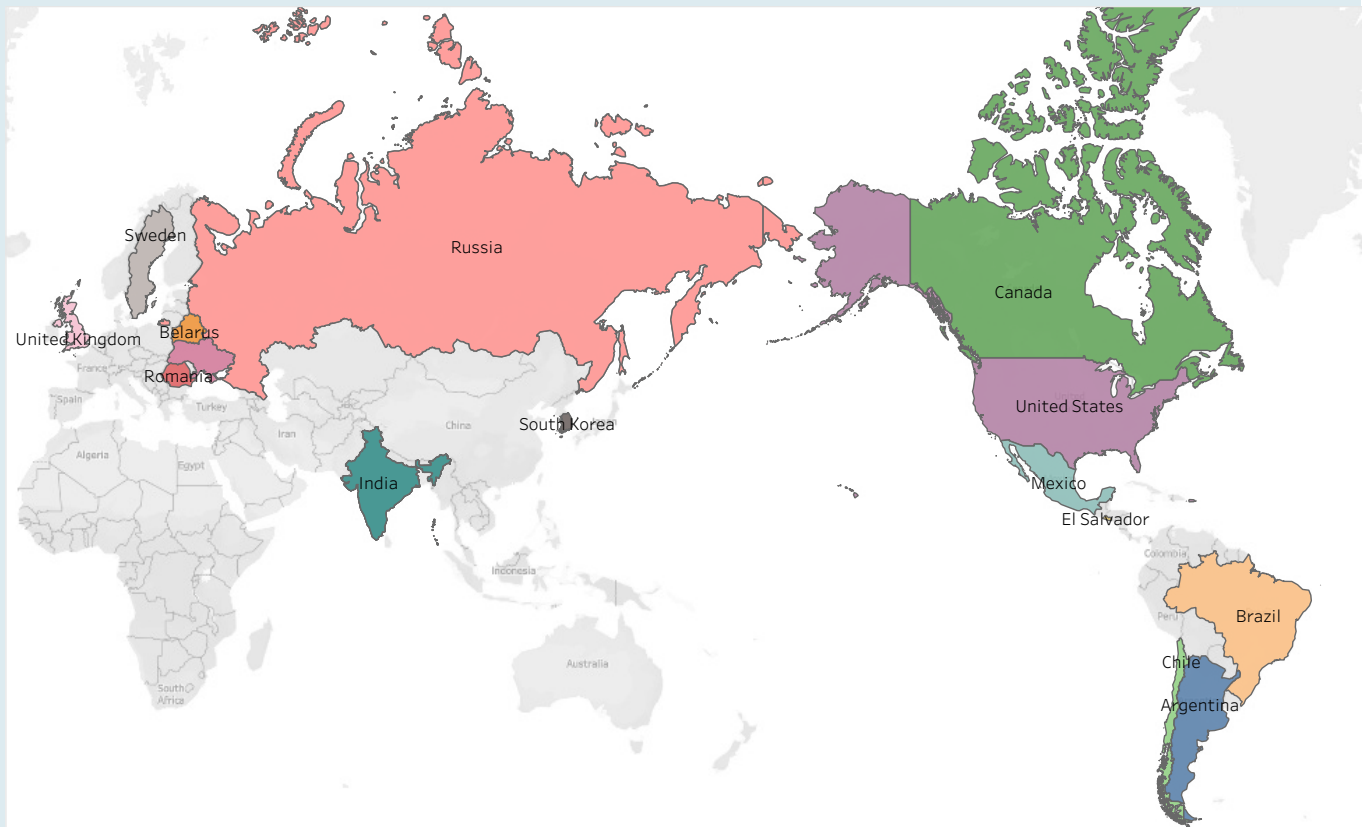 Sweden
Russia
Canada
United Kingdom
Belarus
France
Romania
Spain
Turkey
United States
South Korea
China
Iran
Algeria
Egypt
India
Mexico
El Salvador
Colombia
Indonesia
Brazil
Peru
Australia
Chile
South
Africa
Argentina